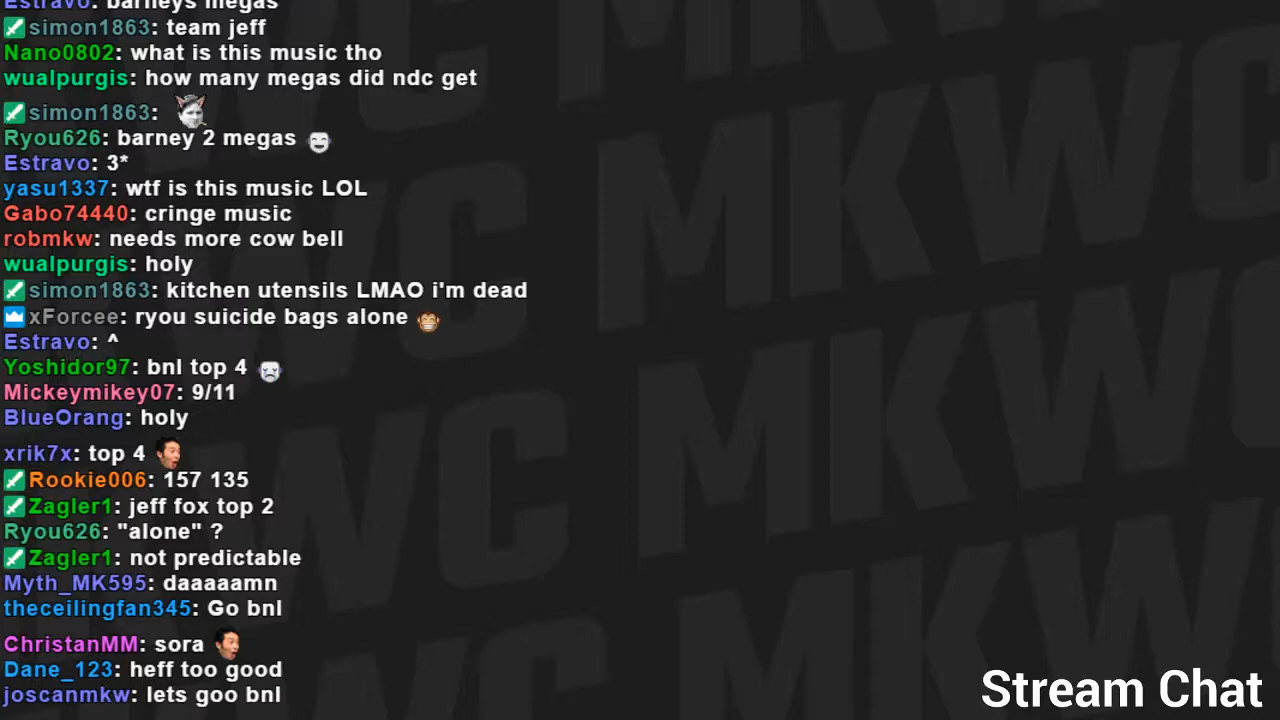 Estravo: barneys megas
simon1863: team jeff
Nano0802: what is this music tho
wualpurgis: how many megas did ndc get
simon1863:
Ryou626: barney 2 megas
Estravo: 3*
yasu1337: wtf is this music LOL
Gabo74440: cringe music
robmkw: needs more cow bell
wualpurgis: holy
simon1863: kitchen utensils LMAO i'm dead
xForcee: ryou suicide bags alone
Estravo: ^
Yoshidor97: bnl top 4
Mickeymikey07: 9/11
BlueOrang: holy
xrik7x: top 4
Rookie006: 157 135
Zagler1: jeff fox top 2
Ryou626: "alone" ?
Zagler1: not predictable
Myth_MK595: daaaaamn
theceilingfan345: Go bnl
ChristanMM: sora
Dane_123: heff too good
joscanmkw: lets goo bnl
Stream Chat
MKWC
MKWC
MKWC